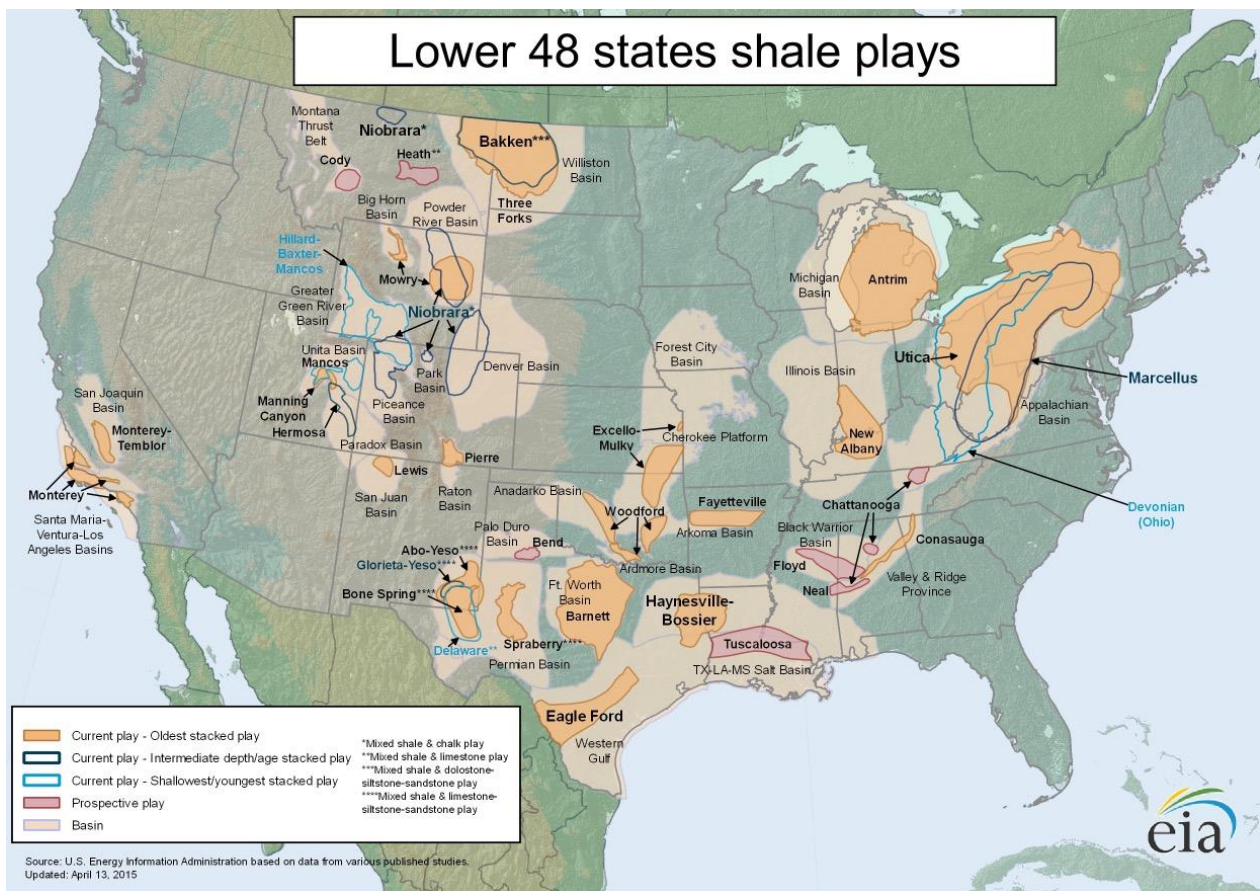 Lower 48 states shale plays
Montana
Thrust
Belt
Niobrara*
Bakken***
Cody
Heath**
Williston
Basin
Big Horn
Basin
Powder
River Basin
Three
Forks
Hillard-
Baxter-
Mancos
Mowry
Greater
Green River
Basin
Niobrara*
Michigan
Basin
Antrim
Unita Basin
Mancos
Park
Basin
Denver Basin
Forest City
Basin
Illinois Basin
Utica
Marcellus
San Joaquin
Basin
Manning
Canyon
Hermosa
Piceance
Basin
Appalachian
Basin
Monterey-
Temblor
Paradox Basin
Excello-
Mulky
Cherokee Platform
New
Albany
Lewis
Pierre
Monterey
San Juan
Basin
Raton
Basin
Anadarko Basin
Woodford
Fayetteville
Chattanooga
Devonian
(Ohio)
Santa Maria-
Ventura-Los
Angeles Basins
Palo Duro
Basin
Bend
Arkoma Basin
Black Warrior
Basin
Conasauga
Abo-Yeso****
Glorieta-Yeso****
Ardmore Basin
Floyd
Bone Spring****
Ft. Worth
Basin
Barnett
Haynesville-
Bossier
Neal
Valley & Ridge
Province
Delaware**
Spraberry****
Permian Basin
Tuscaloosa
TX-LA-MS Salt Basin
Eagle Ford
Western
Gulf
Current play - Oldest stacked play
Current play - Intermediate depth/age stacked play
Current play - Shallowest/youngest stacked play
Prospective play
Basin
*Mixed shale & chalk play
**Mixed shale & limestone play
***Mixed shale & dolostone-
siltstone-sandstone play
****Mixed shale & limestone-
siltstone-sandstone play
Source: U.S. Energy Information Administration based on data from various published studies.
Updated: April 13, 2015
eia